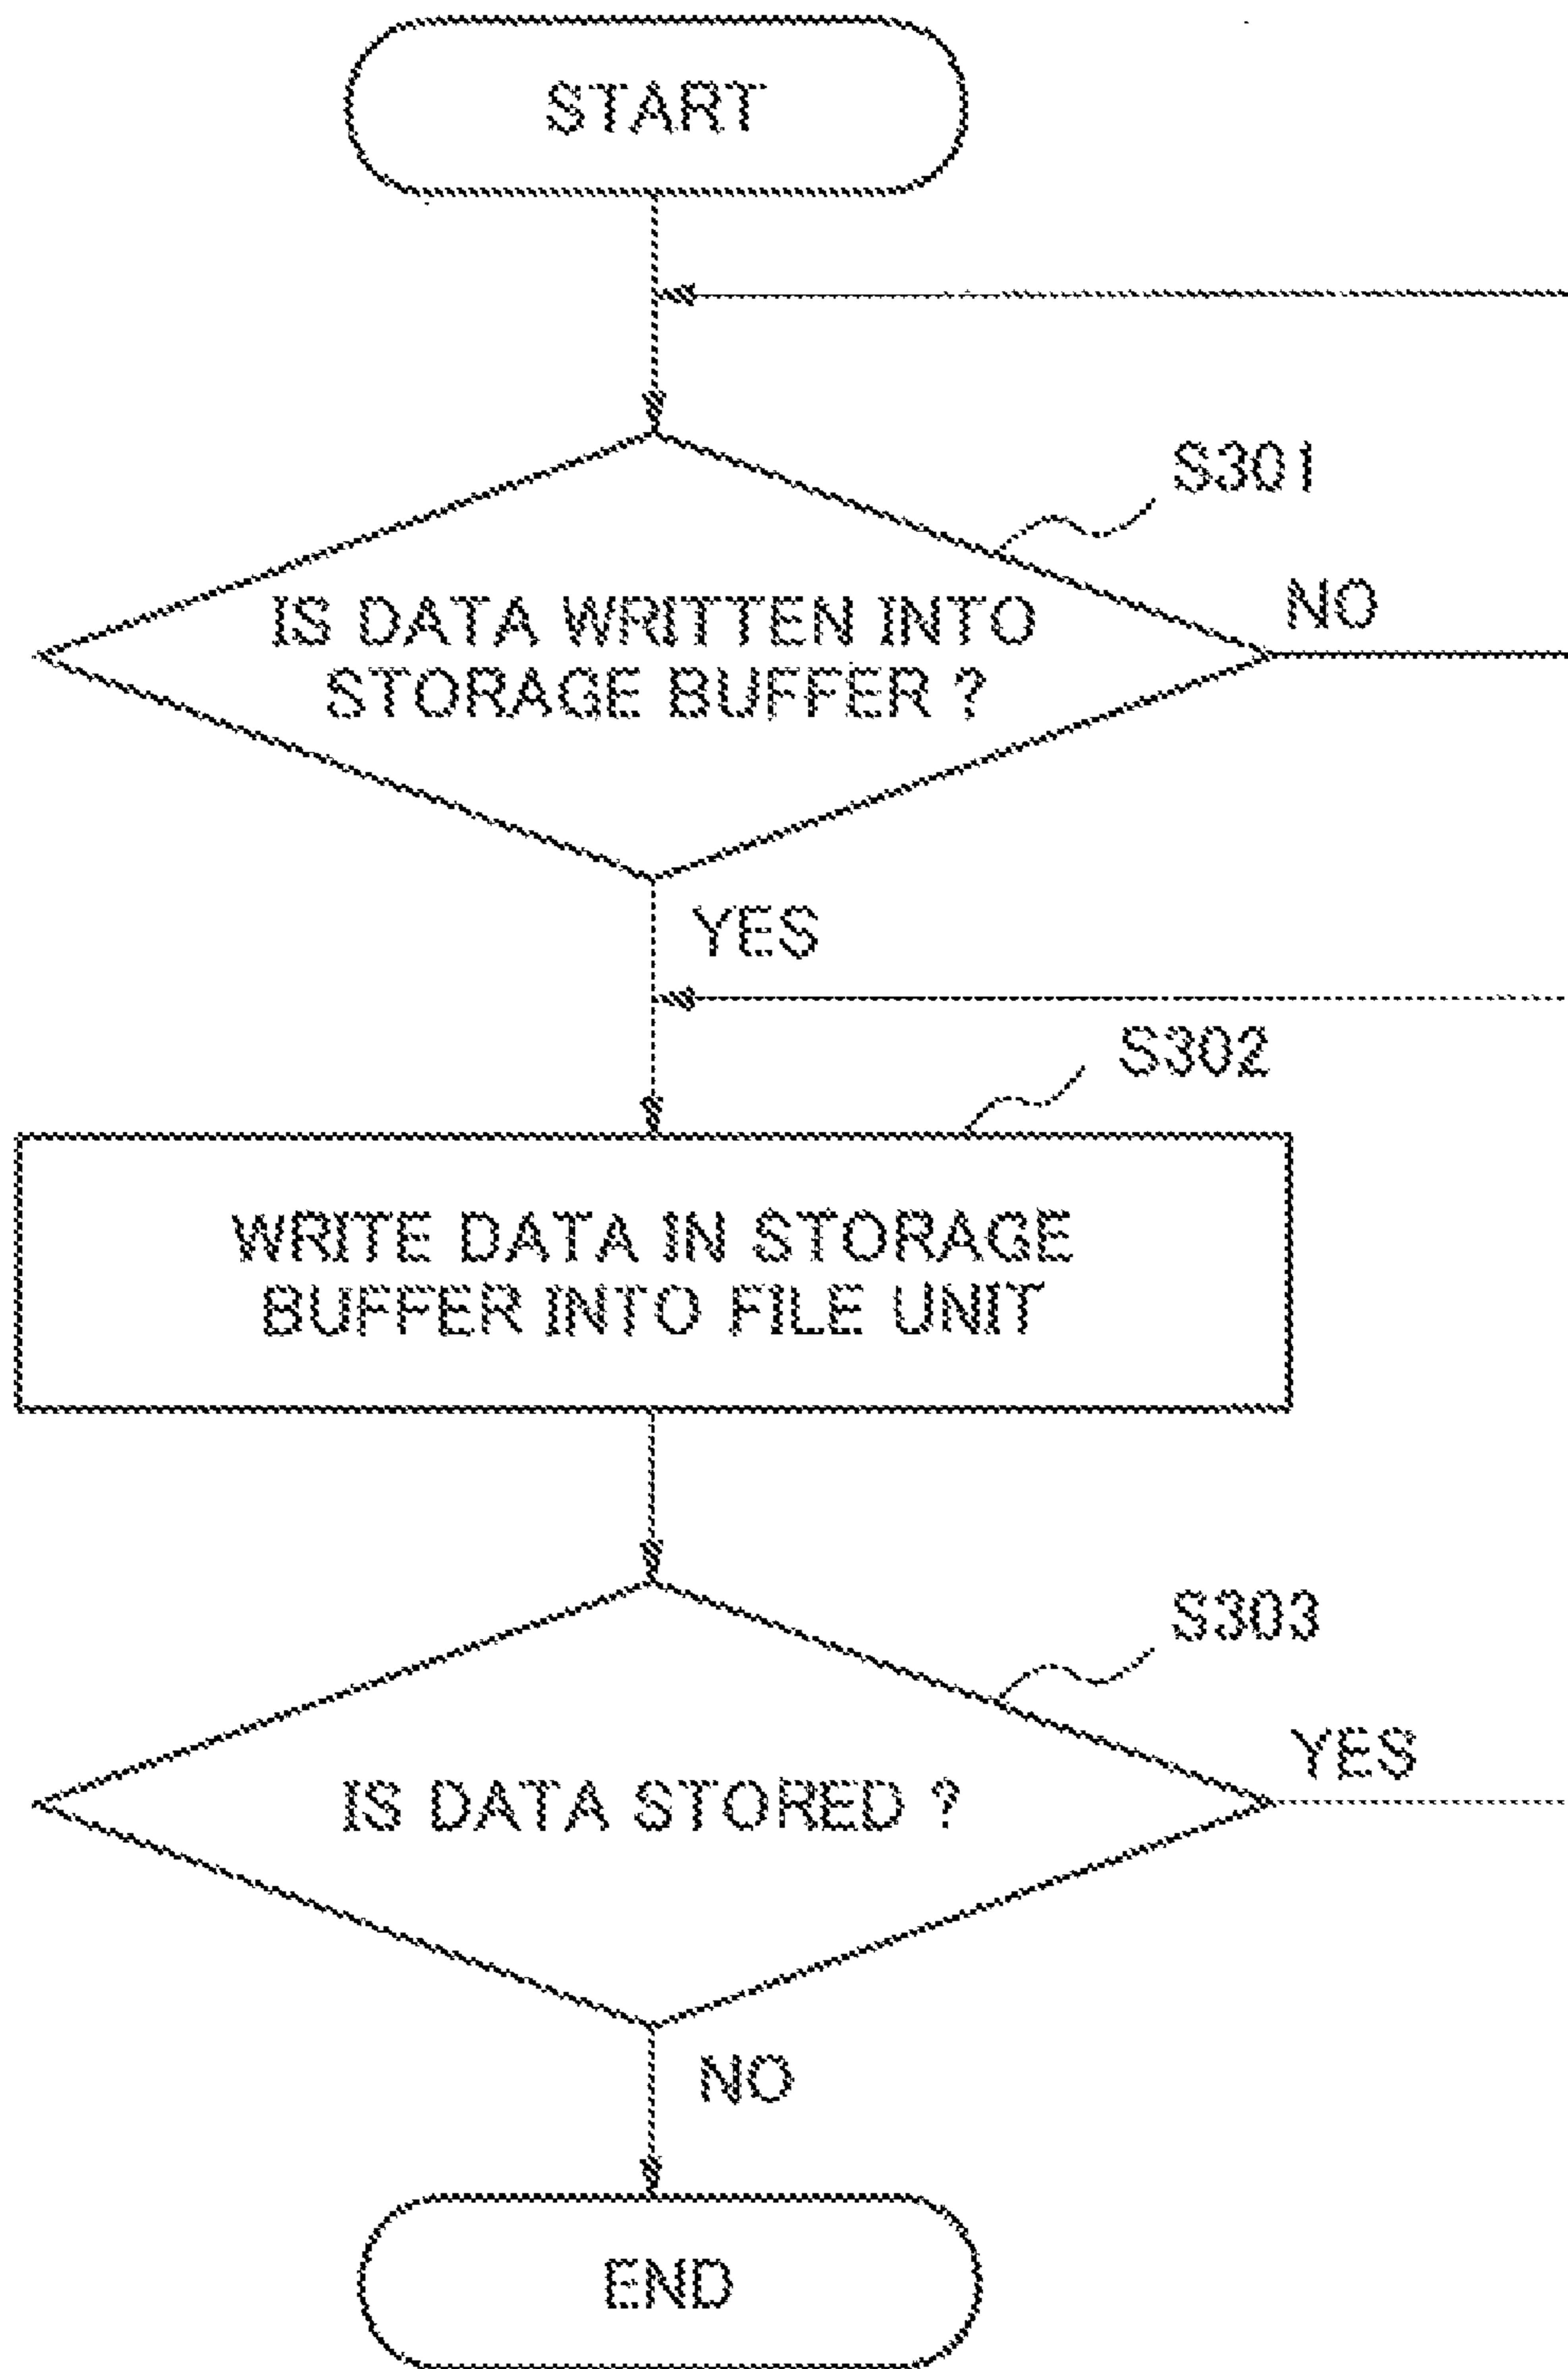 START
S301
IS DATA WRITTEN INTO
STORAGE BUFFER ?
NO
YES
S302
WRITE DATA IN STORAGE
BUFFER INTO FILE UNIT
S303
IS DATA STORED ?
YES
NO
END